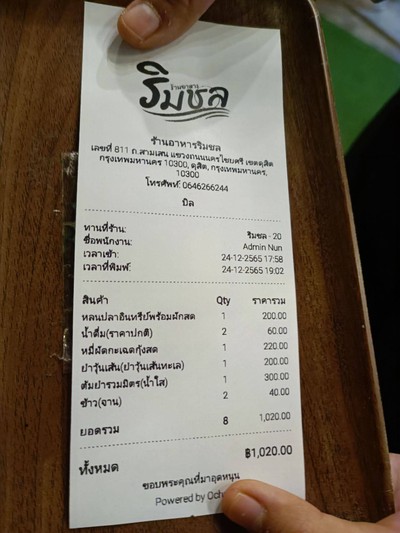 ร้านอาหาร
ริมชล
ร้านอาหารริมชล
เลขที่ 811 ถ.สามเสน แขวงถนนนครไชยศรี เขตดุสิต
กรุงเทพมหานคร 10300, ดุสิต, กรุงเทพมหานคร,
10300
โทรศัพท์: 0646266244
บิล
ทานที่ร้าน: ริมชล - 20
ชื่อพนักงาน: Admin Nun
เวลาเข้า: 24-12-2565 17:58
เวลาที่พิมพ์: 24-12-2565 19:02
สินค้า Qty ราคารวม
หลนปลาอินทรีย์พร้อมผักสด 1 200.00
น้ำดื่ม(ราคาปกติ) 2 60.00
หมี่ผัดกะเฉดกุ้งสด 1 220.00
ยำวุ้นเส้น(ยำวุ้นเส้นทะเล) 1 200.00
ต้มยำรวมมิตร(น้ำใส) 1 300.00
ข้าว(จาน) 2 40.00
ยอดรวม 8 1,020.00
ทั้งหมด ฿1,020.00
ขอบพระคุณที่มาอุดหนุน
Powered by